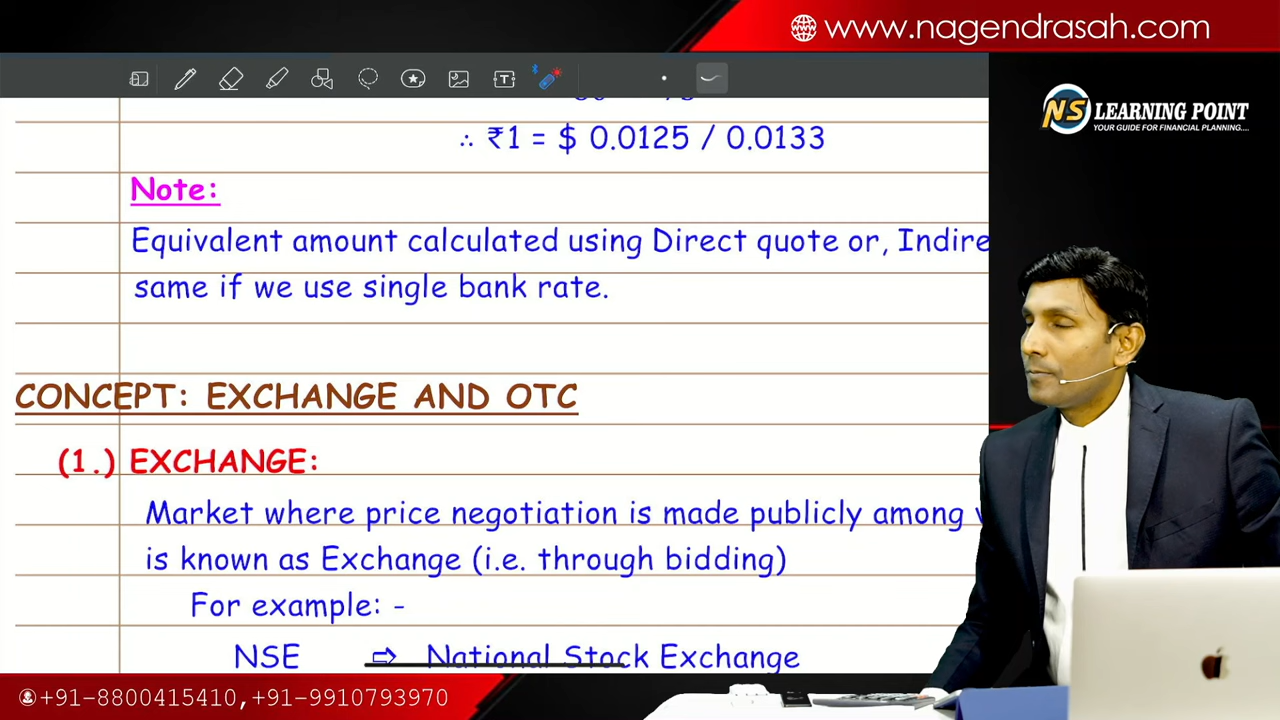 www.nagendrasah.com
NS LEARNING POINT
YOUR GUIDE FOR FINANCIAL PLANNING....
∴ ₹1 = $ 0.0125 / 0.0133
Note:
Equivalent amount calculated using Direct quote or, Indire
same if we use single bank rate.
CONCEPT: EXCHANGE AND OTC
(1.) EXCHANGE:
Market where price negotiation is made publicly among
is known as Exchange (i.e. through bidding)
For example: -
NSE ⇨ National Stock Exchange
+91-8800415410,+91-9910793970